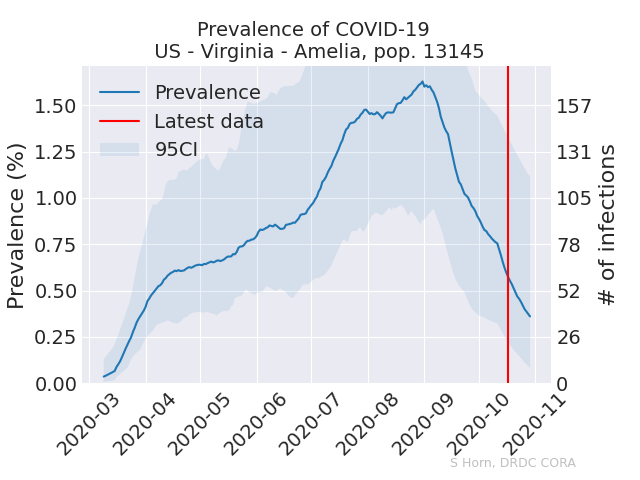 Prevalence of COVID-19
US - Virginia - Amelia, pop. 13145
Prevalence
Latest data
95CI
Prevalence (%)
1.50
1.25
1.00
0.75
0.50
0.25
0.00
157
131
105
78
52
26
0
# of infections
2020-03
2020-04
2020-05
2020-06
2020-07
2020-08
2020-09
2020-10
2020-11
S Horn, DRDC CORA